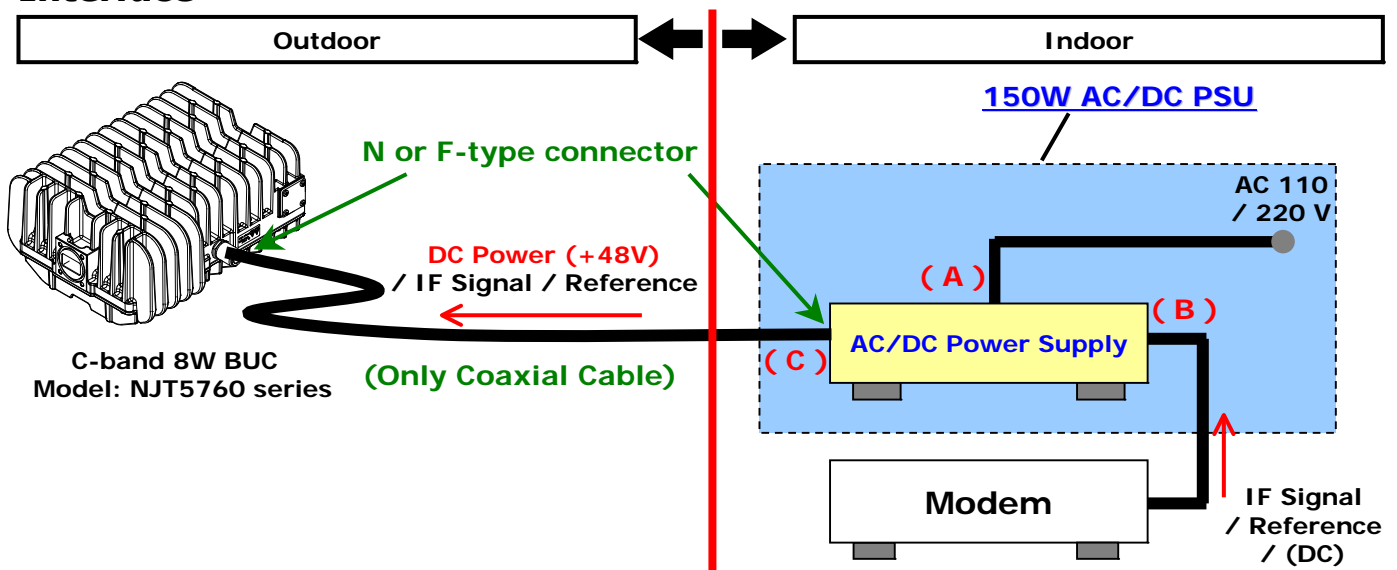 Outdoor
Indoor
150W AC/DC PSU
N or F-type connector
AC 110
/ 220 V
DC Power (+48V)
/ IF Signal / Reference
( A )
( B )
( C )
AC/DC Power Supply
(Only Coaxial Cable)
C-band 8W BUC
Model: NJT5760 series
Modem
IF Signal
/ Reference
/ (DC)